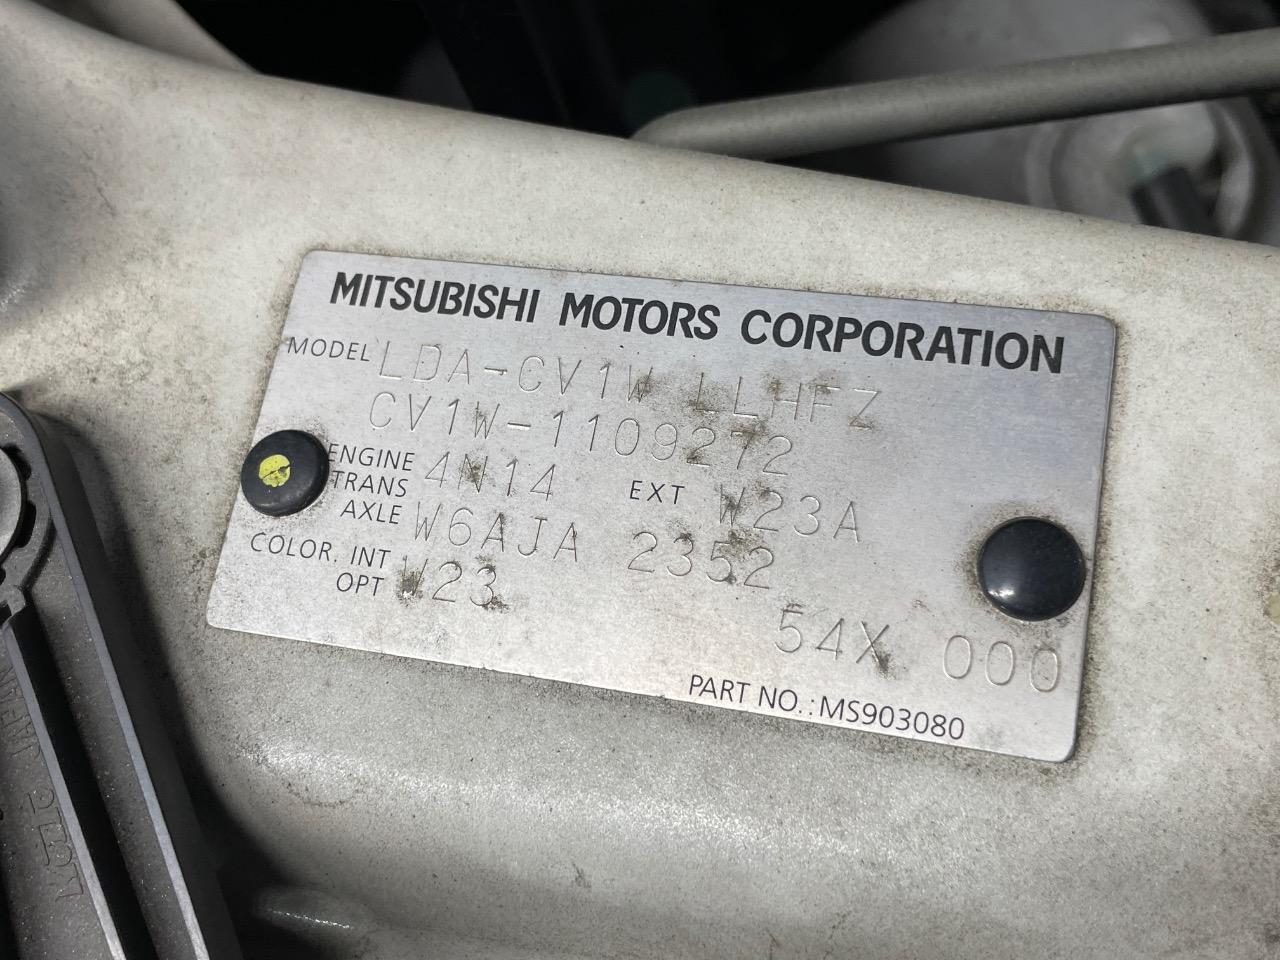 MITSUBISHI MOTORS CORPORATION
MODEL LDA-CV1W LLHFZ
CV1W-1109272
ENGINE 4N14 EXT W23A
TRANS AXLE W6AJA 2352
COLOR. INT OPT W23
54X 000
PART NO.:MS903080